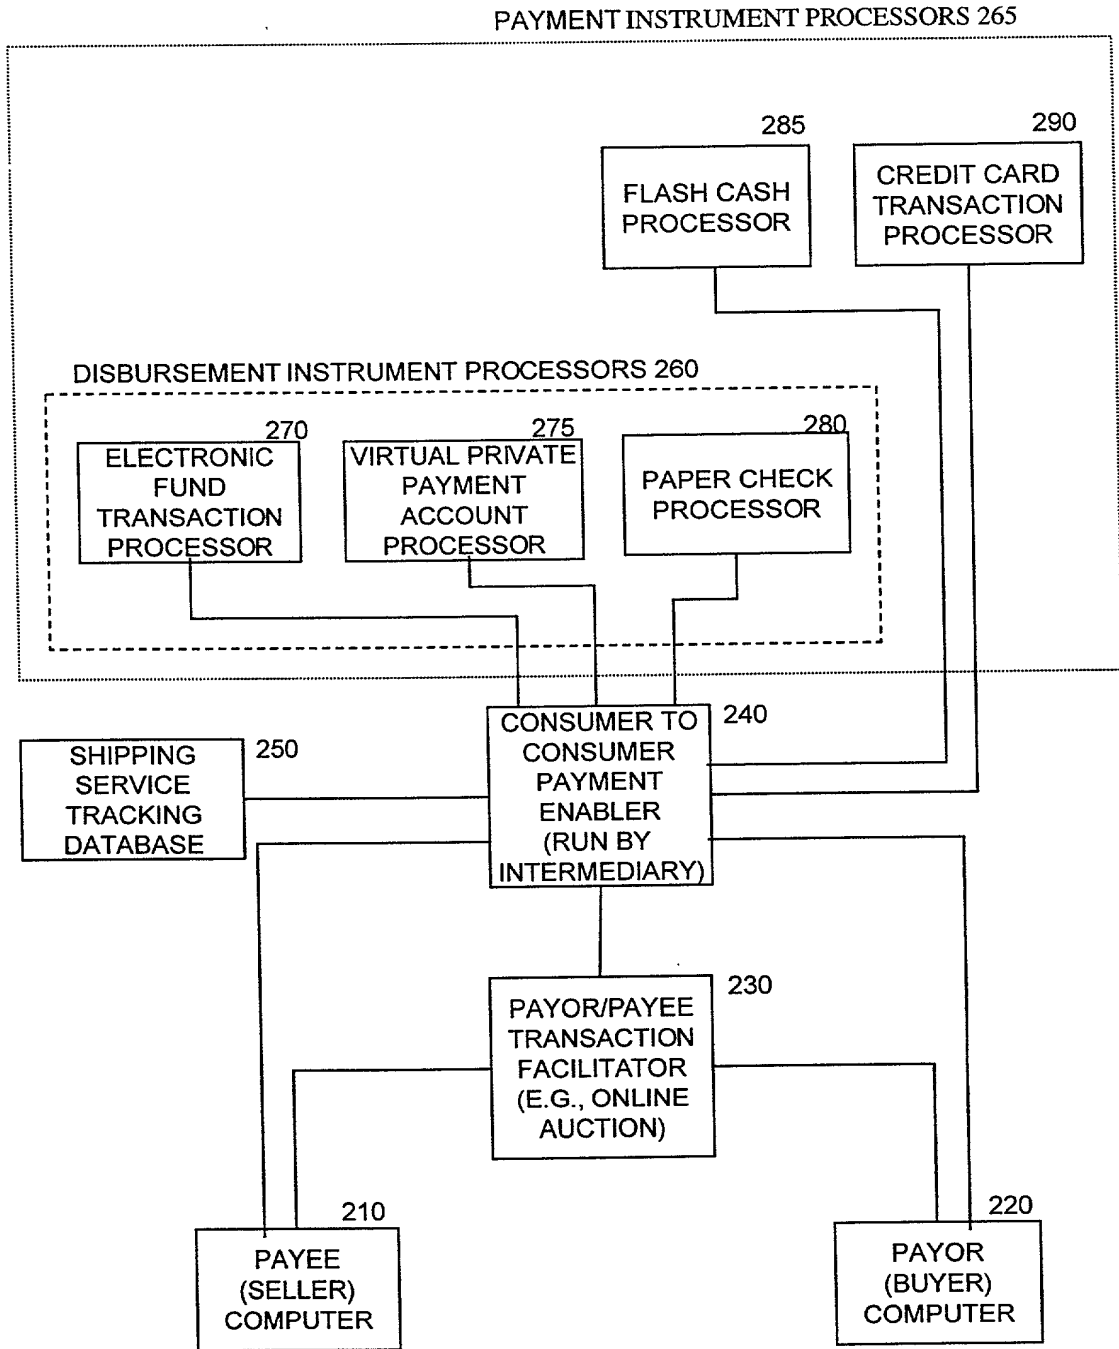 PAYMENT INSTRUMENT PROCESSORS 265
285
290
FLASH CASH
PROCESSOR
CREDIT CARD
TRANSACTION
PROCESSOR
DISBURSEMENT INSTRUMENT PROCESSORS 260
270
275
280
ELECTRONIC
FUND
TRANSACTION
PROCESSOR
VIRTUAL PRIVATE
PAYMENT
ACCOUNT
PROCESSOR
PAPER CHECK
PROCESSOR
240
CONSUMER TO
CONSUMER
PAYMENT
ENABLER
(RUN BY
INTERMEDIARY)
250
SHIPPING
SERVICE
TRACKING
DATABASE
230
PAYOR/PAYEE
TRANSACTION
FACILITATOR
(E.G., ONLINE
AUCTION)
210
PAYEE
(SELLER)
COMPUTER
220
PAYOR
(BUYER)
COMPUTER